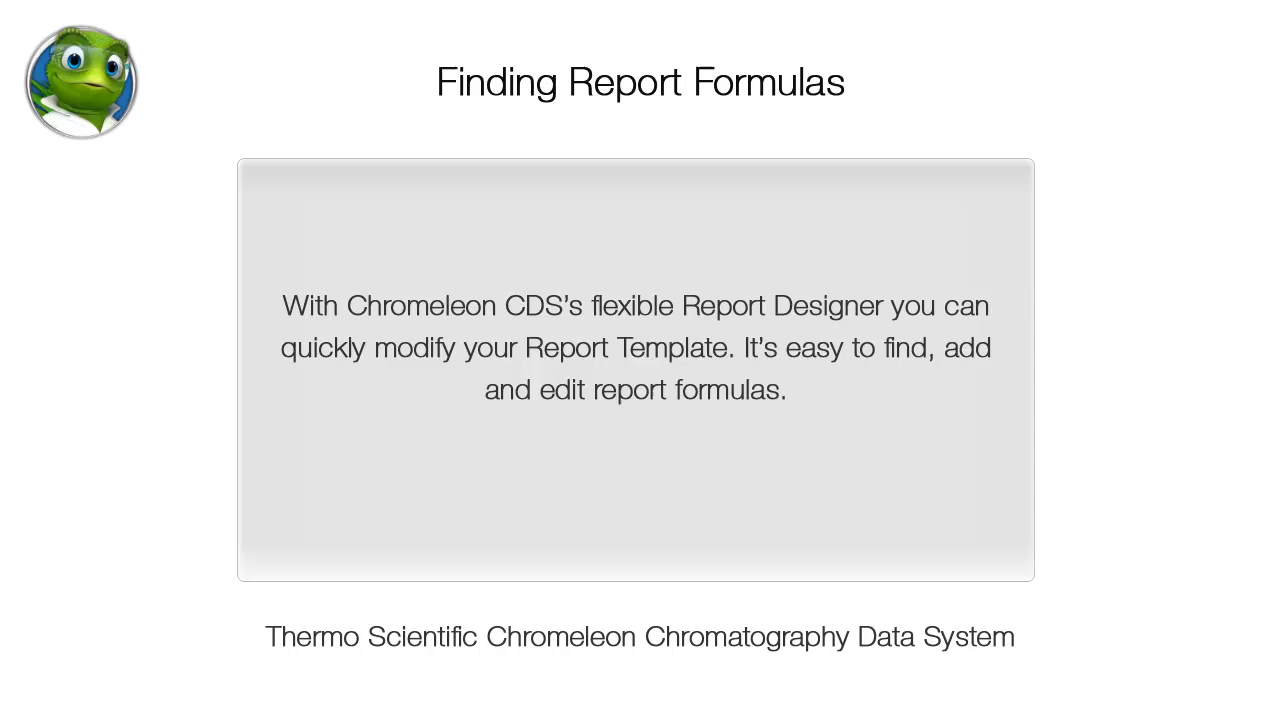 Finding Report Formulas
With Chromeleon CDS’s flexible Report Designer you can
quickly modify your Report Template. It’s easy to find, add
and edit report formulas.
Thermo Scientific Chromeleon Chromatography Data System